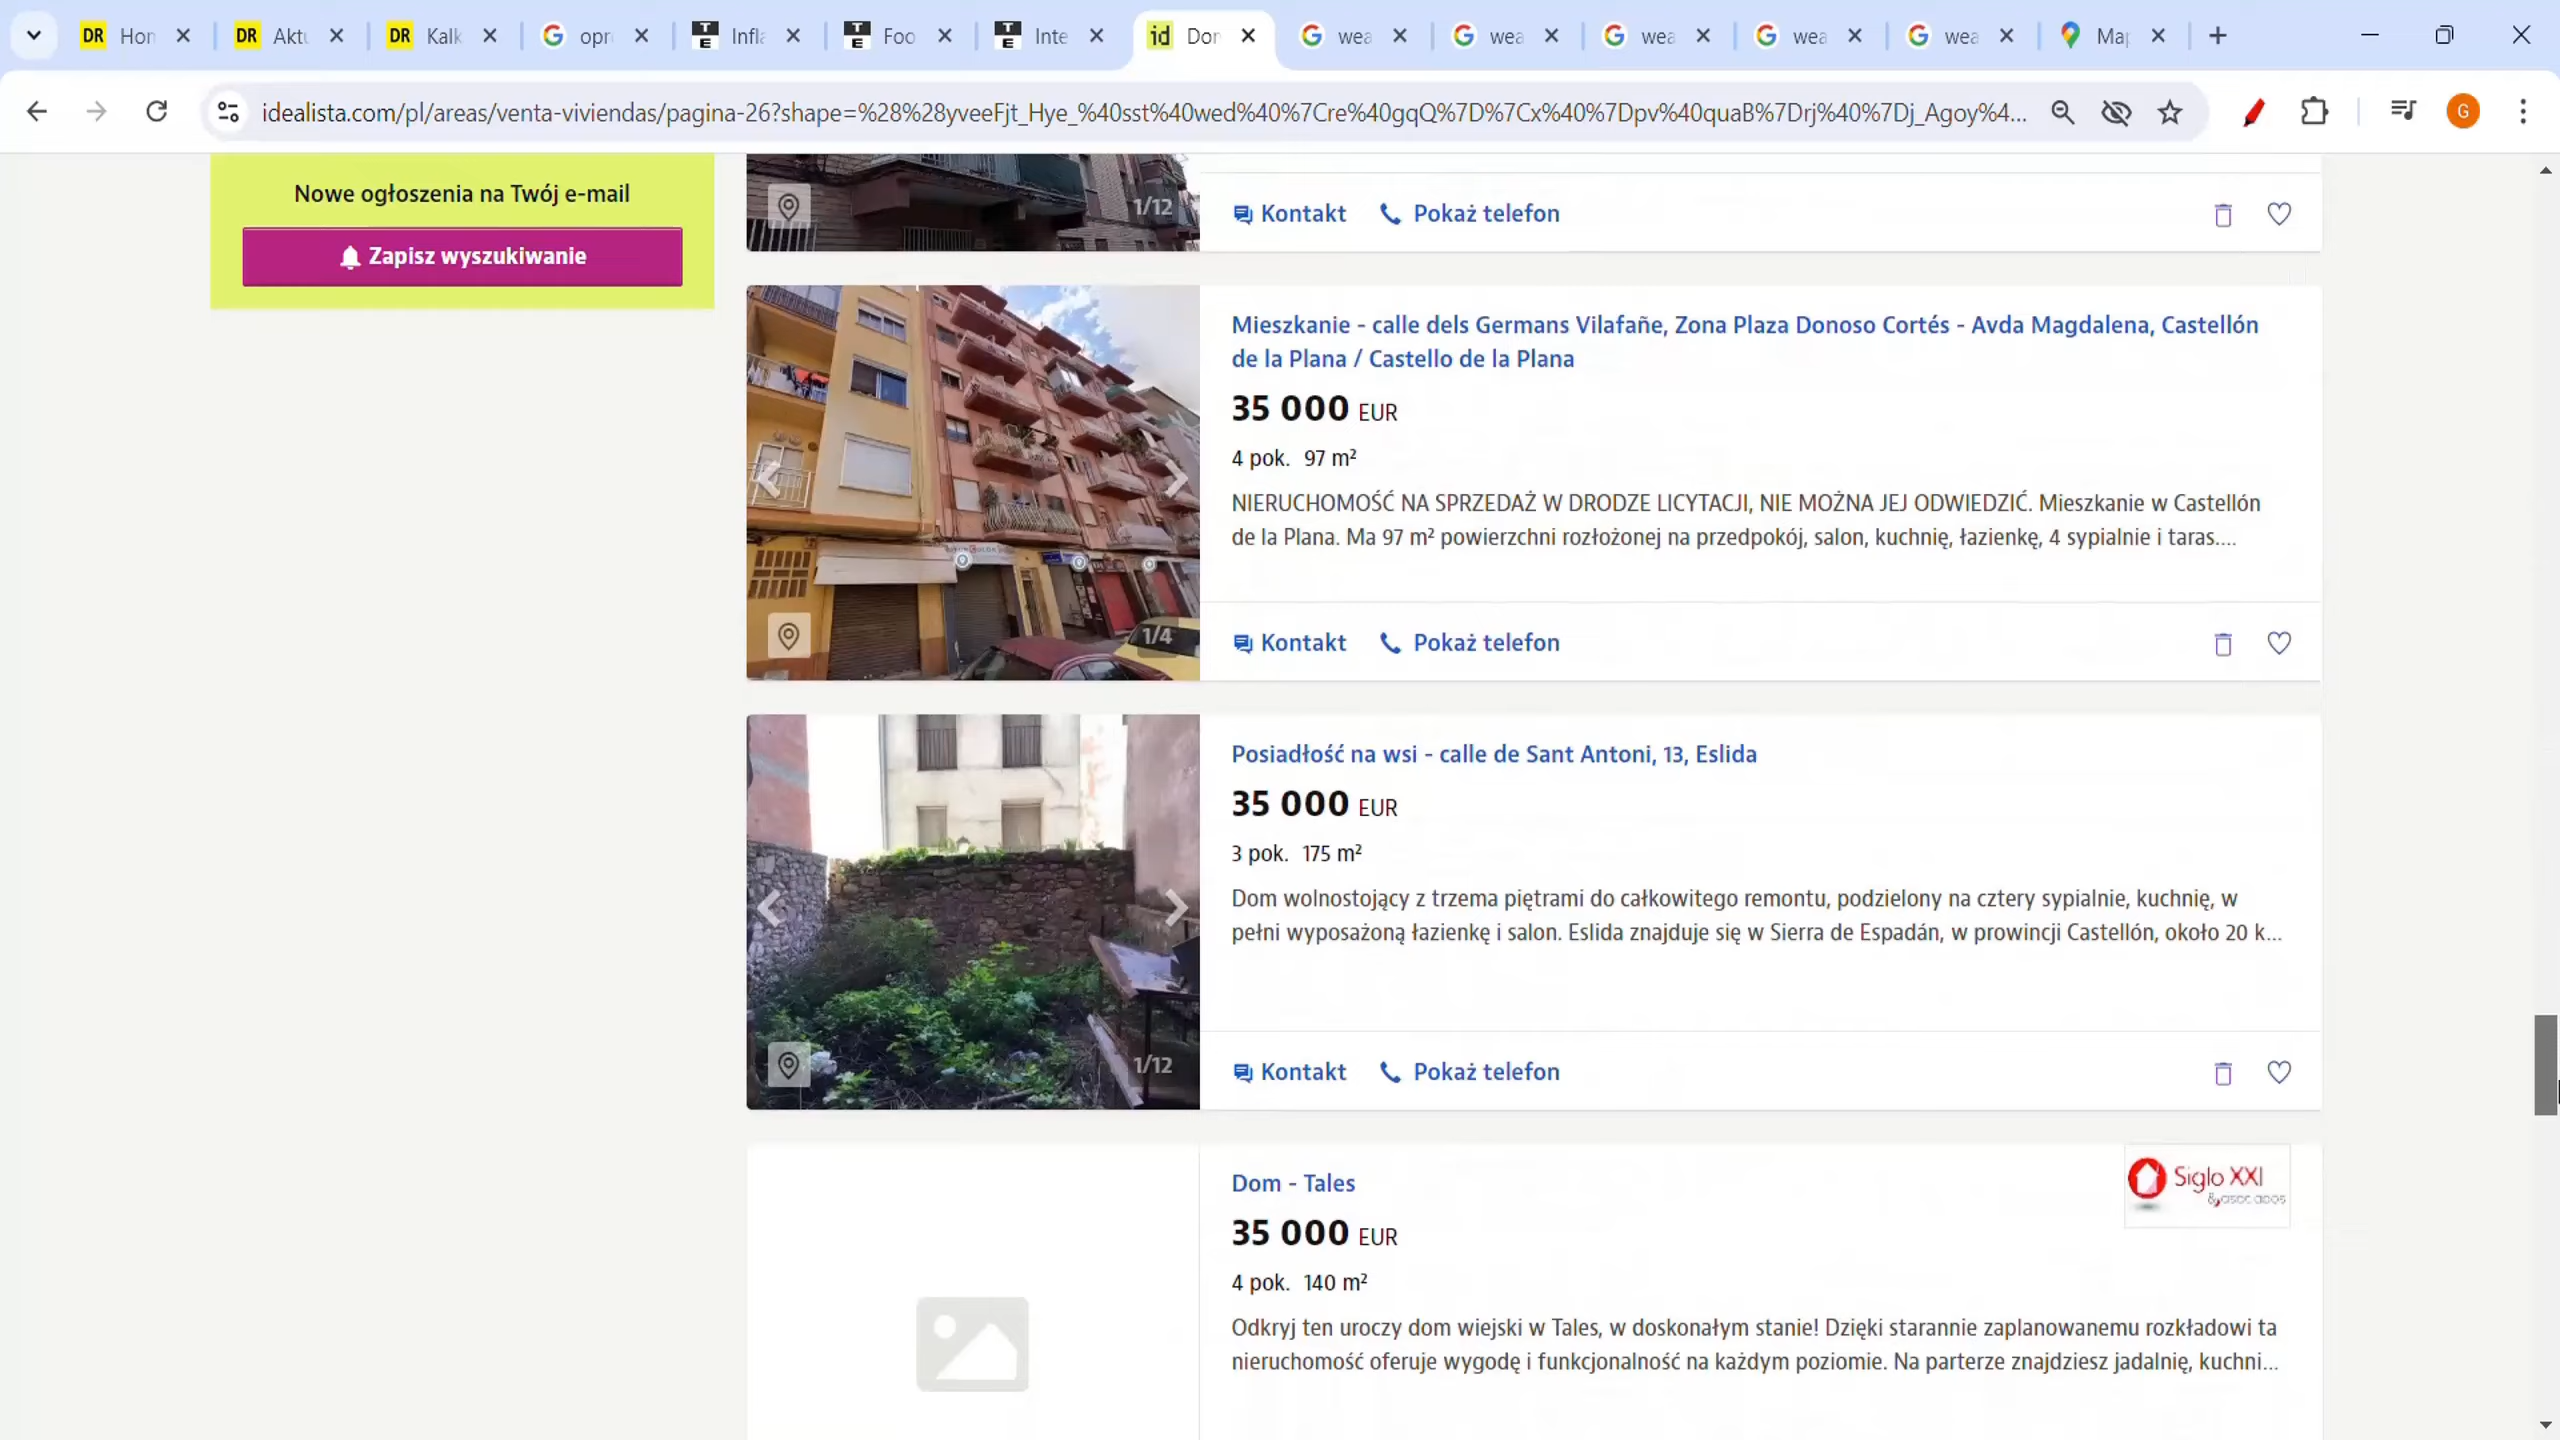 DR Hon
DR Aktu
DR Kalk
G opr
TE Infla
TE Foo
TE Inte
id Dor
G wea
G wea
G wea
G wea
G wea
Ma
idealista.com/pl/areas/venta-viviendas/pagina-26?shape=%28%28yveeFjt_Hye_%40sst%40wed%40%7Cre%40gqQ%7D%7Cx%40%7Dpv%40quaB%7Drj%40%7Dj_Agoy%4...
G
Nowe ogłoszenia na Twój e-mail
Zapisz wyszukiwanie
1/12
Kontakt Pokaż telefon
Mieszkanie - calle dels Germans Vilafañe, Zona Plaza Donoso Cortés - Avda Magdalena, Castellón
de la Plana / Castello de la Plana
35 000 EUR
4 pok. 97 m²
NIERUCHOMOŚĆ NA SPRZEDAŻ W DRODZE LICYTACJI, NIE MOŻNA JEJ ODWIEDZIĆ. Mieszkanie w Castellón
de la Plana. Ma 97 m² powierzchni rozłożonej na przedpokój, salon, kuchnię, łazienkę, 4 sypialnie i taras....
1/4
Kontakt Pokaż telefon
Posiadłość na wsi - calle de Sant Antoni, 13, Eslida
35 000 EUR
3 pok. 175 m²
Dom wolnostojący z trzema piętrami do całkowitego remontu, podzielony na cztery sypialnie, kuchnię, w
pełni wyposażoną łazienkę i salon. Eslida znajduje się w Sierra de Espadán, w prowincji Castellón, około 20 k...
1/12
Kontakt Pokaż telefon
Dom - Tales
Siglo XXI
& asociados
35 000 EUR
4 pok. 140 m²
Odkryj ten uroczy dom wiejski w Tales, w doskonałym stanie! Dzięki starannie zaplanowanemu rozkładowi ta
nieruchomość oferuje wygodę i funkcjonalność na każdym poziomie. Na parterze znajdziesz jadalnię, kuchni...